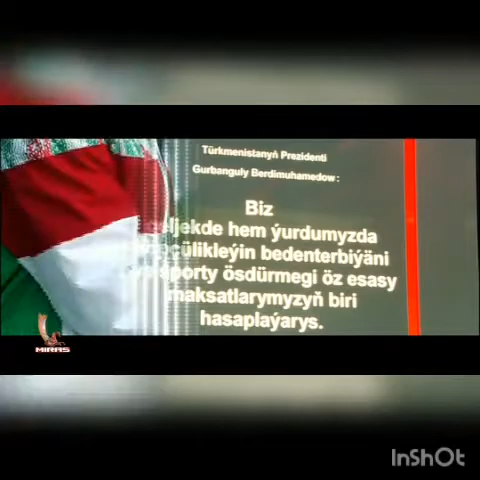 Türkmenistanyň Prezidenti
Gurbanguly Berdimuhamedow :
Biz
hem ýurdumyzda
bedenterbiýäni
sporty ösdürmegi öz esasy
maksatlarymyzyň biri
hasaplaýarys.
MIRAS
InShOt